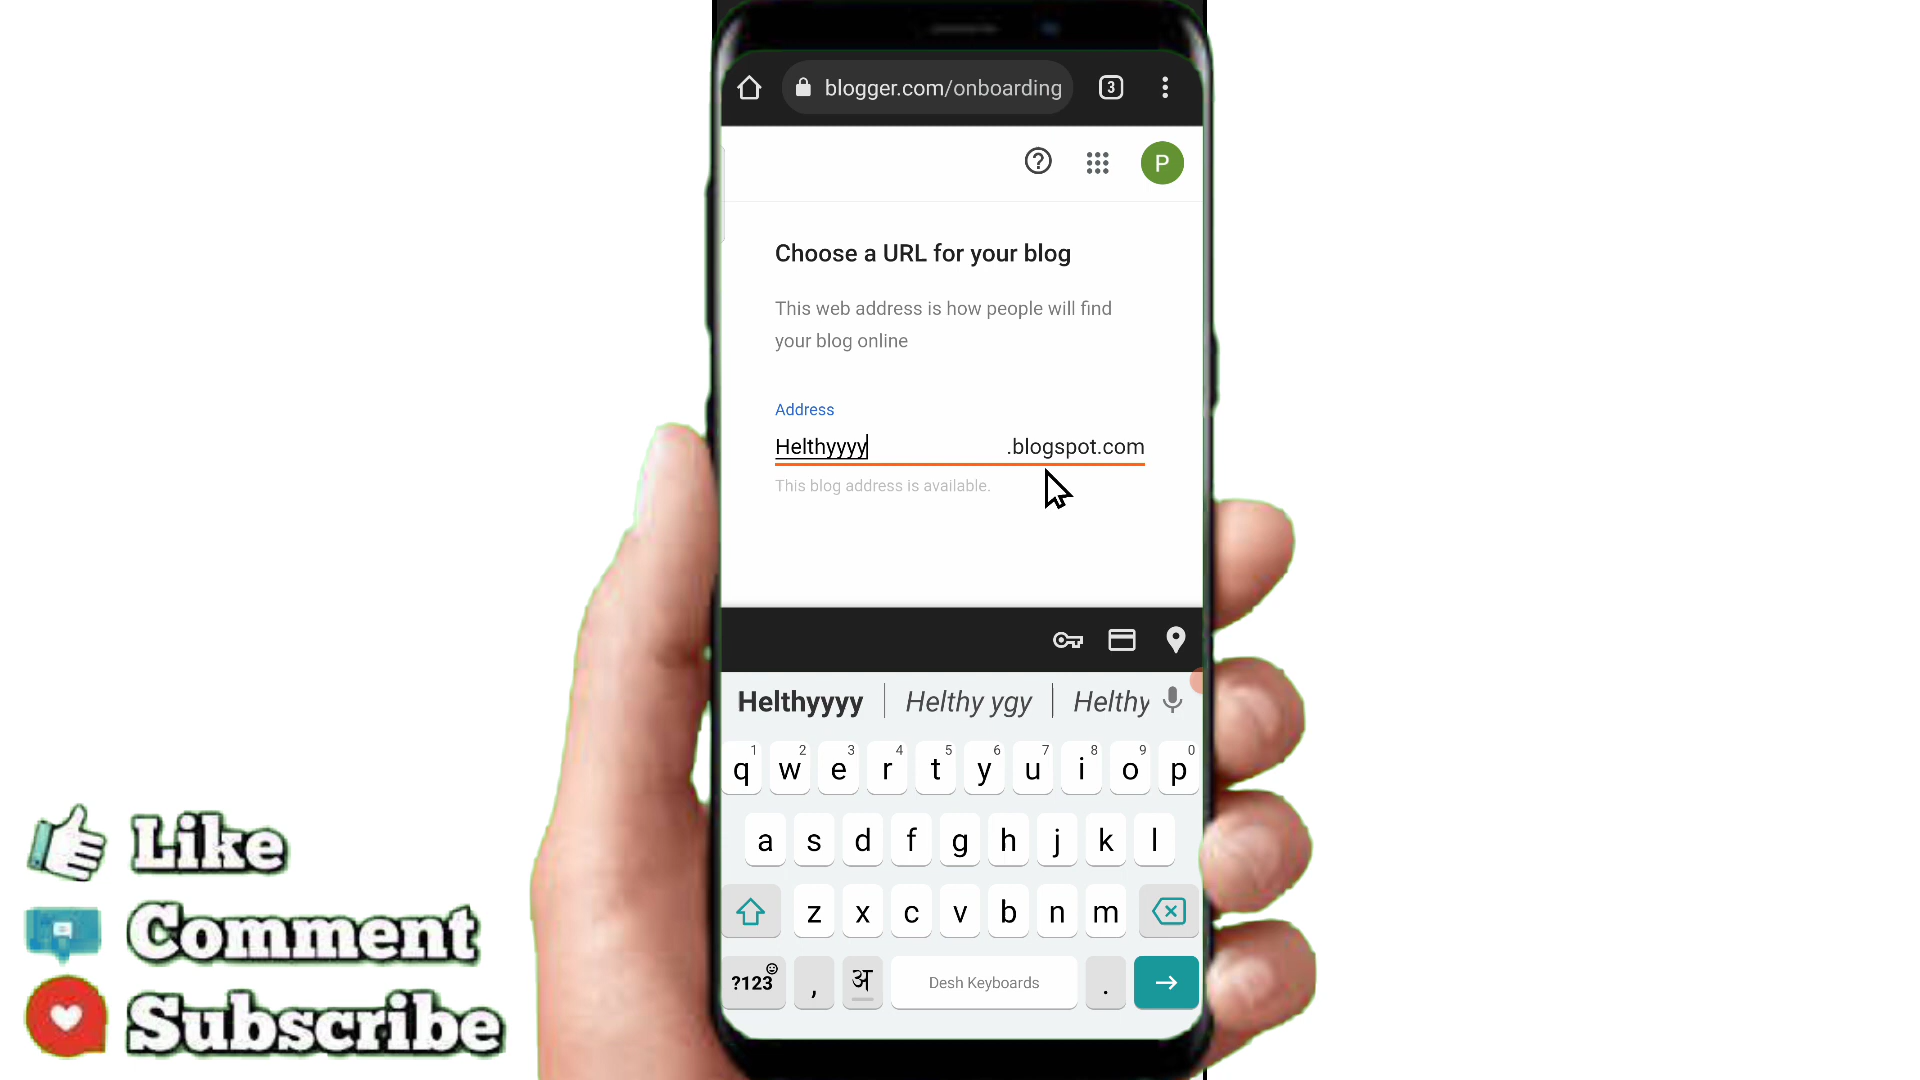 blogger.com/onboarding
3
P
Choose a URL for your blog
This web address is how people will find
your blog online
Address
Helthyyyy .blogspot.com
This blog address is available.
Helthyyyy Helthy ygy Helthy
1 2 3 4 5 6 7 8 9 0
q w e r t y u i o p
a s d f g h j k l
z x c v b n m
?123 , अ Desh Keyboards .
Like
Comment
Subscribe